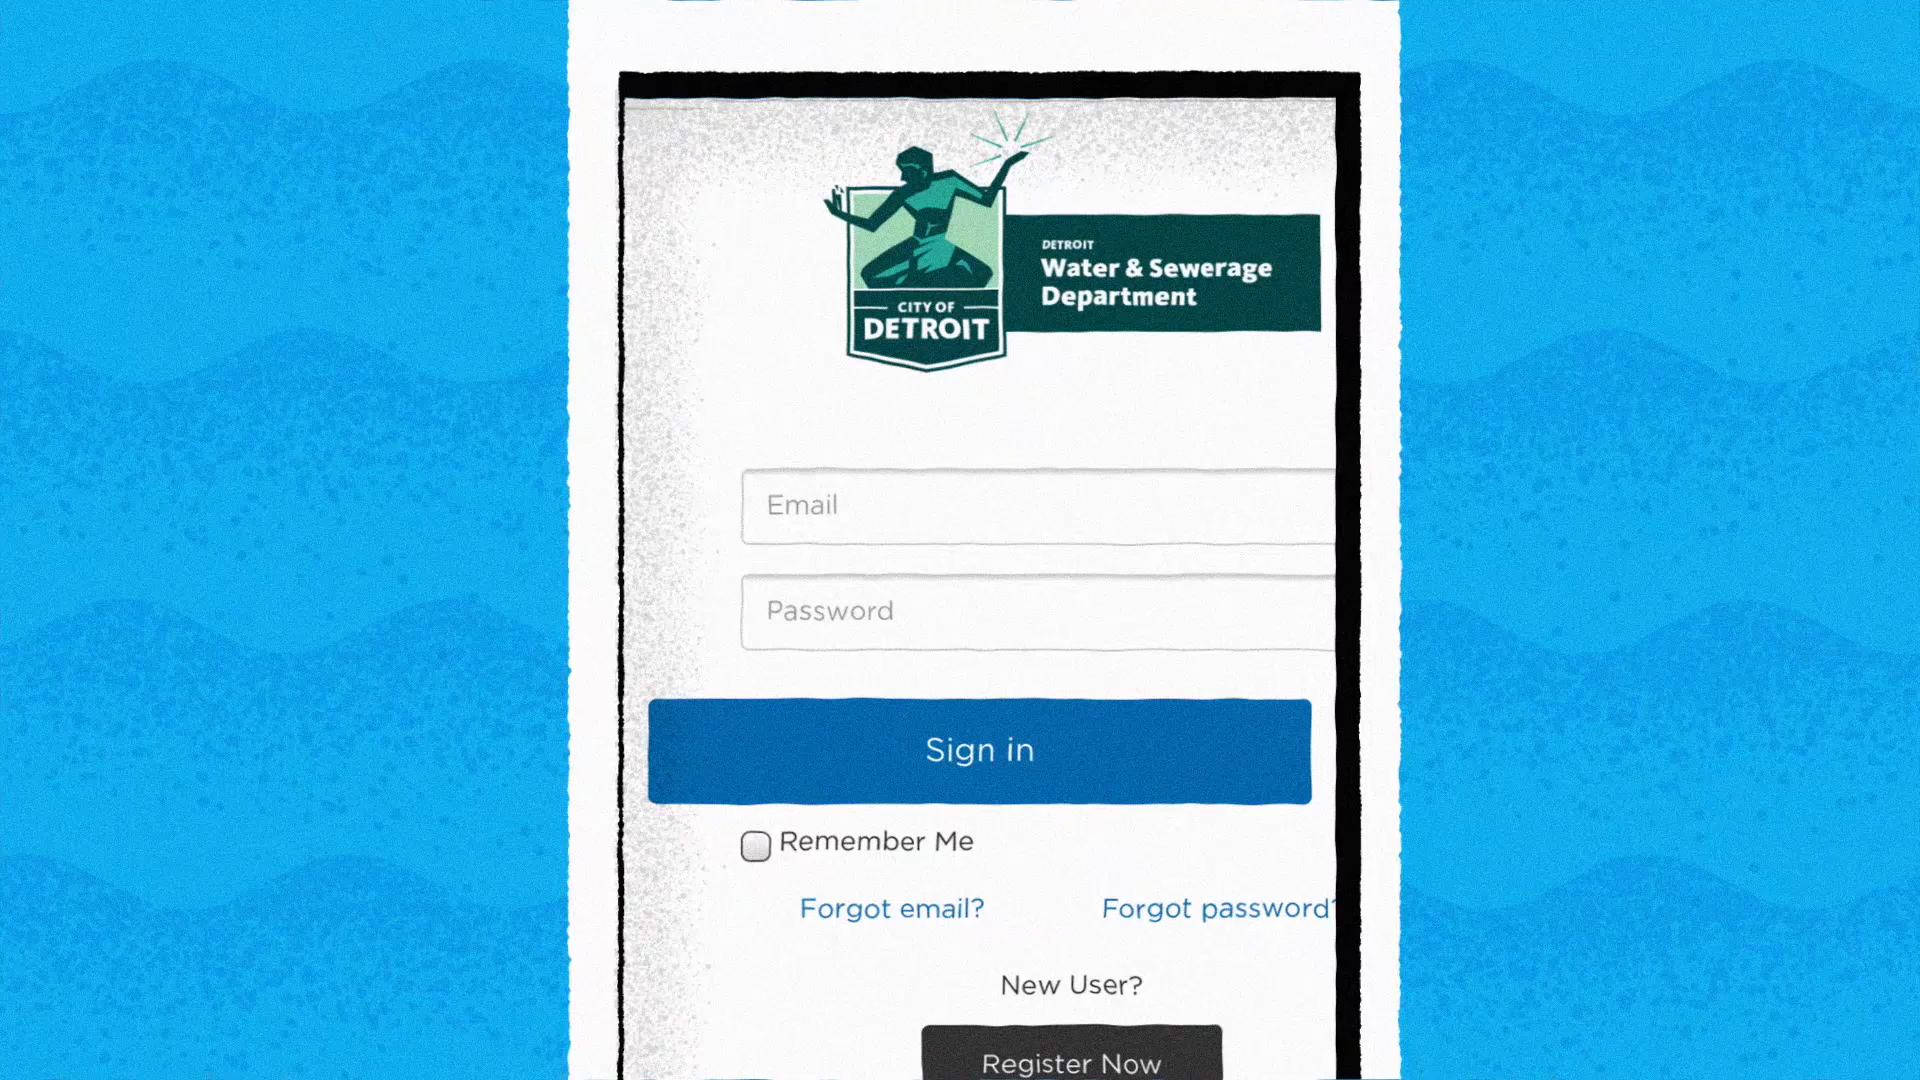 DETROIT
Water & Sewerage
Department
CITY OF
DETROIT
Email
Password
Sign in
Remember Me
Forgot email?
Forgot password?
New User?
Register Now